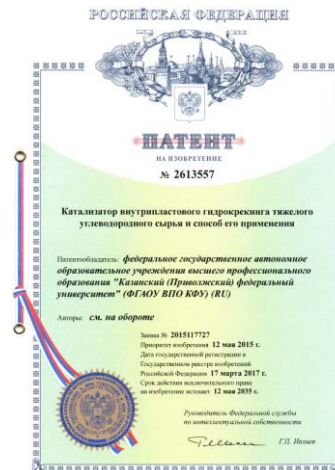 РОССИЙСКАЯ ФЕДЕРАЦИЯ
ПАТЕНТ
НА ИЗОБРЕТЕНИЕ
№ 2613557
Катализатор внутрипластового гидрокрекинга тяжелого
углеводородного сырья и способ его применения
Патентообладатель: федеральное государственное автономное
образовательное учреждения высшего профессионального
образования "Казанский (Приволжский) федеральный
университет" (ФГАОУ ВПО КФУ) (RU)
Авторы: см. на обороте
Заявка № 2015117727
Приоритет изобретения 12 мая 2015 г.
Дата государственной регистрации в
Государственном реестре изобретений
Российской Федерации 17 марта 2017 г.
Срок действия исключительного права
на изобретение истекает 12 мая 2035 г.
Руководитель Федеральной службы
по интеллектуальной собственности
Г.П. Ивлиев